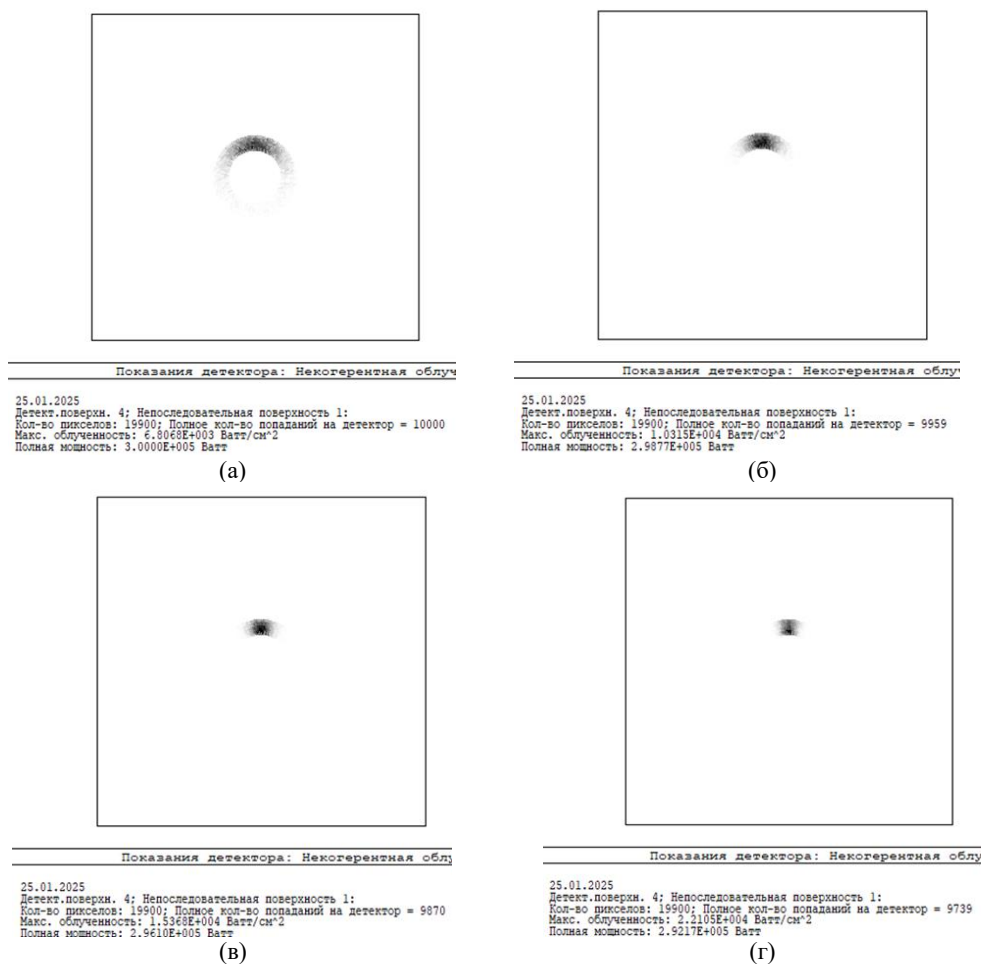 Показания детектора: Некогерентная облуч
25.01.2025
Детект.поверхн. 4; Непоследовательная поверхность 1:
Кол-во пикселов: 19900; Полное кол-во попаданий на детектор = 10000
Макс. облученность: 6.8068E+003 Ватт/см^2
Полная мощность: 3.0000E+005 Ватт
(а)
Показания детектора: Некогерентная облу
25.01.2025
Детект.поверхн. 4; Непоследовательная поверхность 1:
Кол-во пикселов: 19900; Полное кол-во попаданий на детектор = 9959
Макс. облученность: 1.0315E+004 Ватт/см^2
Полная мощность: 2.9877E+005 Ватт
(б)
Показания детектора: Некогерентная облу
25.01.2025
Детект.поверхн. 4; Непоследовательная поверхность 1:
Кол-во пикселов: 19900; Полное кол-во попаданий на детектор = 9870
Макс. облученность: 1.5368E+004 Ватт/см^2
Полная мощность: 2.9610E+005 Ватт
(в)
Показания детектора: Некогерентная облу
25.01.2025
Детект.поверхн. 4; Непоследовательная поверхность 1:
Кол-во пикселов: 19900; Полное кол-во попаданий на детектор = 9739
Макс. облученность: 2.2105E+004 Ватт/см^2
Полная мощность: 2.9217E+005 Ватт
(г)